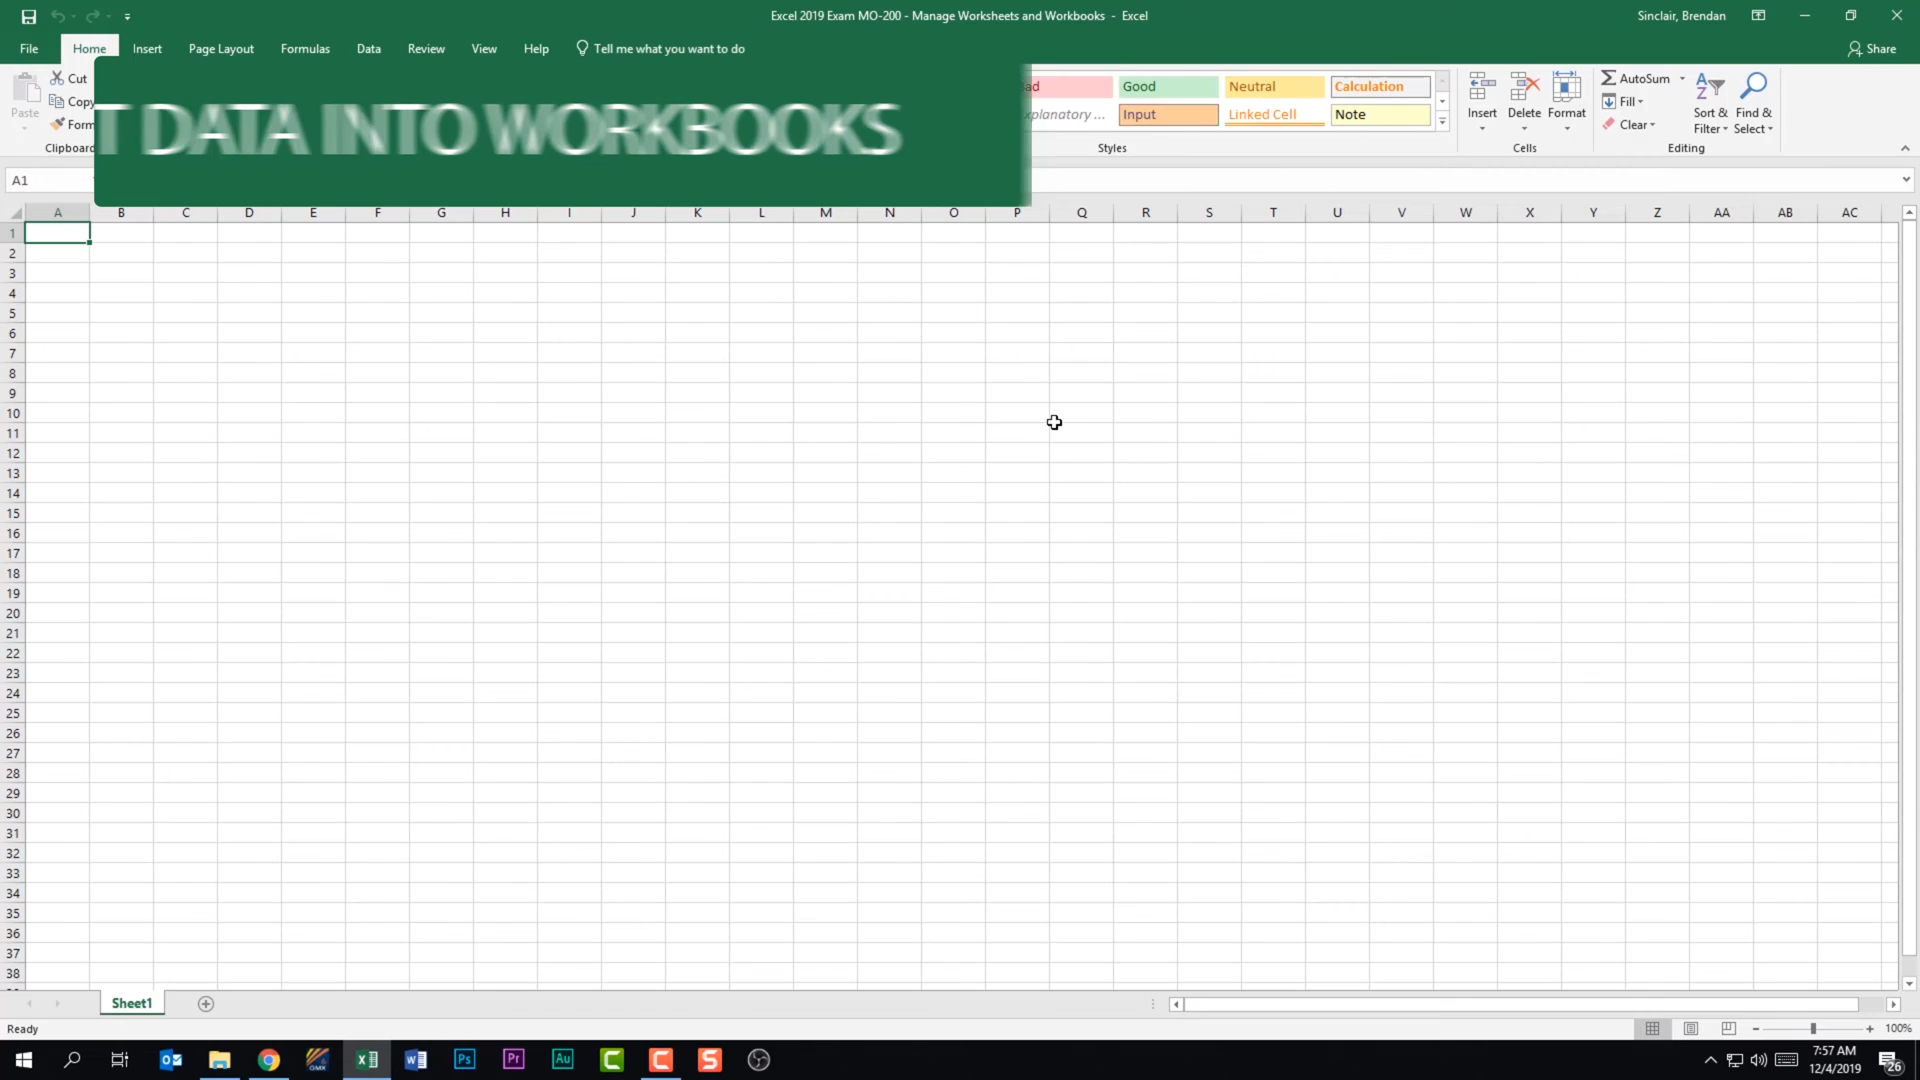 Excel 2019 Exam MO-200 - Manage Worksheets and Workbooks - Excel
Sinclair, Brendan
File Home Insert Page Layout Formulas Data Review View Help Tell me what you want to do Share
Paste
Cut
Copy
Form
Clipboard
T DATA INTO WORKBOOKS
ad Good Neutral Calculation
xplanatory ... Input Linked Cell Note
Styles
Insert Delete Format
Cells
AutoSum
Fill
Clear
Sort & Filter
Find & Select
Editing
A1
A B C D E F G H I J K L M N O P Q R S T U V W X Y Z AA AB AC
1
2
3
4
5
6
7
8
9
10
11
12
13
14
15
16
17
18
19
20
21
22
23
24
25
26
27
28
29
30
31
32
33
34
35
36
37
38
Sheet1
Ready
100%
7:57 AM
12/4/2019
26